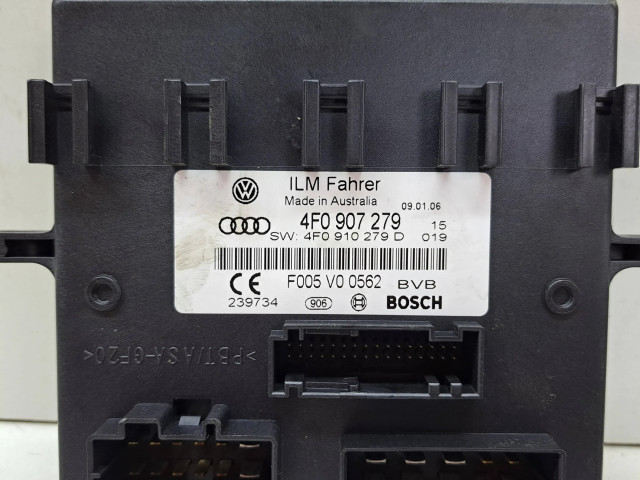 ILM Fahrer
Made in Australia 09.01.06
4F0 907 279 15
SW: 4F0 910 279 D 019
F005 V0 0562 BVB
CE
239734 906 BOSCH
>PBT/ASA-GF20<